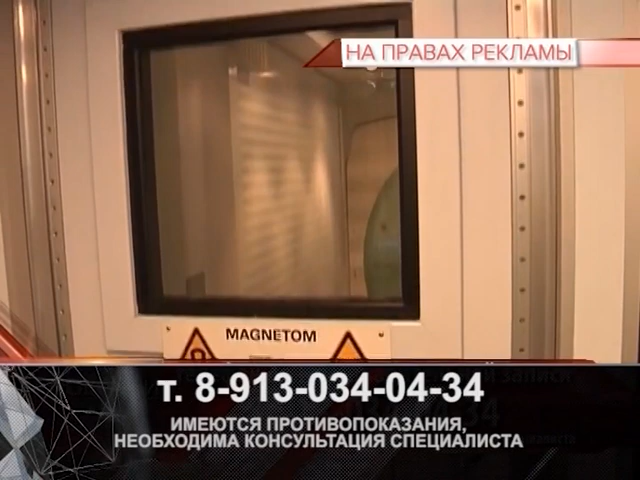 НА ПРАВАХ РЕКЛАМЫ
MAGNETOM
т. 8-913-034-04-34
ИМЕЮТСЯ ПРОТИВОПОКАЗАНИЯ,
НЕОБХОДИМА КОНСУЛЬТАЦИЯ СПЕЦИАЛИСТА